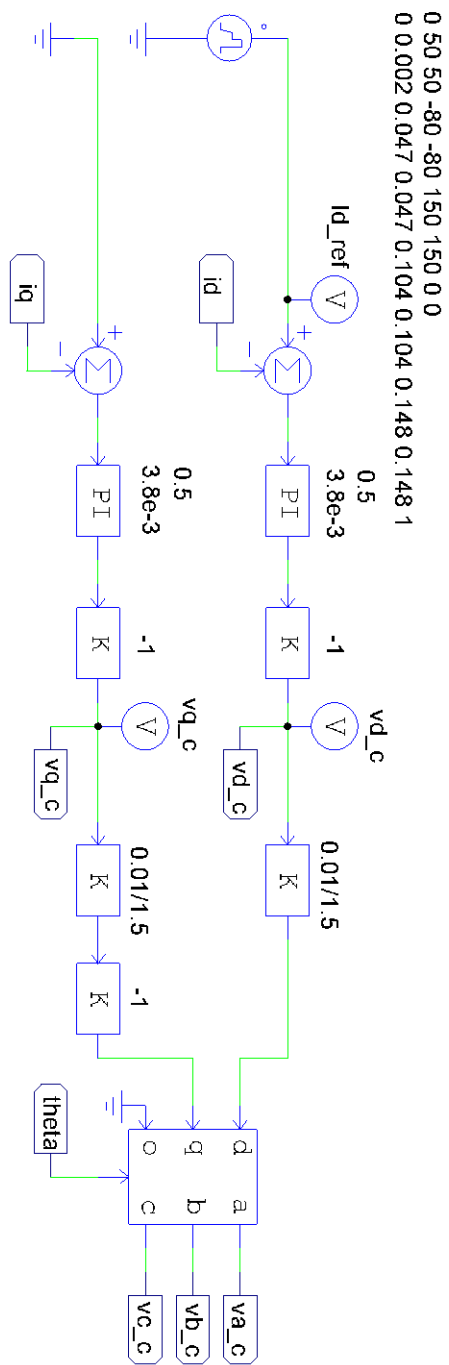 0 50 50 -80 -80 150 150 0 0
0 0.002 0.047 0.047 0.104 0.104 0.148 0.148 1
Id_ref
V
+
-
Σ
id
0.5
3.8e-3
PI
-1
K
vd_c
V
vd_c
0.01/1.5
K
+
-
Σ
iq
0.5
3.8e-3
PI
-1
K
vq_c
V
vq_c
0.01/1.5
K
-1
K
d a
q b
o c
theta
va_c
vb_c
vc_c